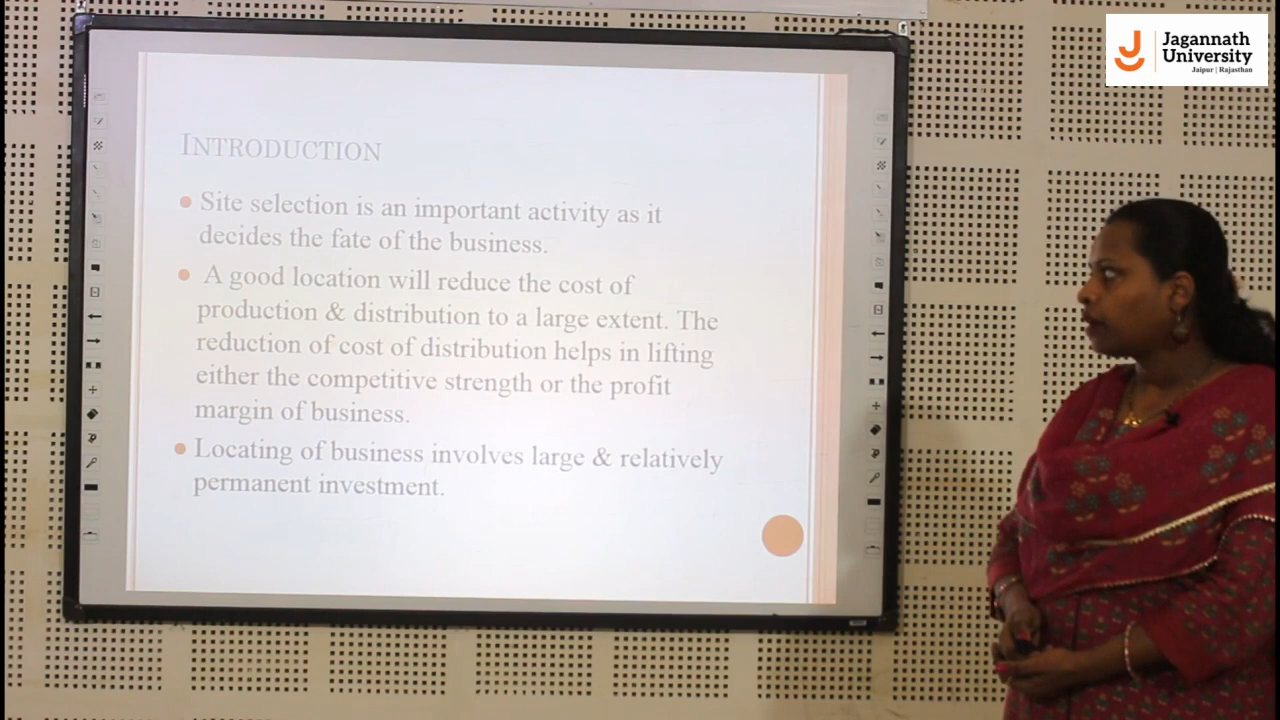 Jagannath
University
Jaipur | Rajasthan
INTRODUCTION
Site selection is an important activity as it
decides the fate of the business.
A good location will reduce the cost of
production & distribution to a large extent. The
reduction of cost of distribution helps in lifting
either the competitive strength or the profit
margin of business.
Locating of business involves large & relatively
permanent investment.